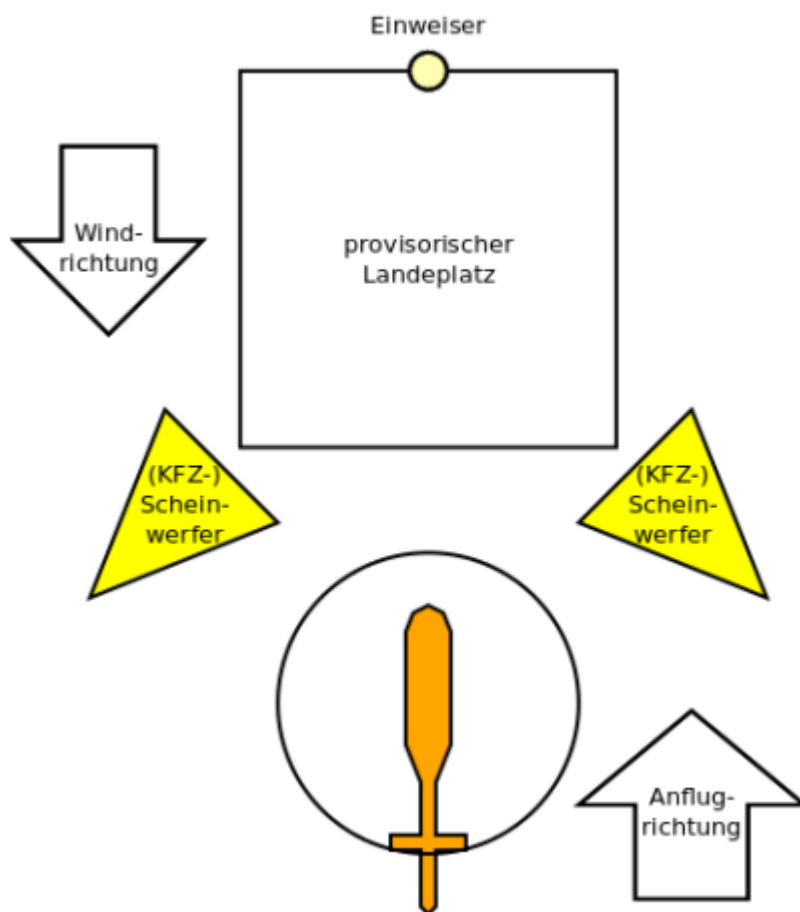 Einweiser
Wind-
richtung
provisorischer
Landeplatz
(KFZ-)
Schein-
werfer
(KFZ-)
Schein-
werfer
Anflug-
richtung